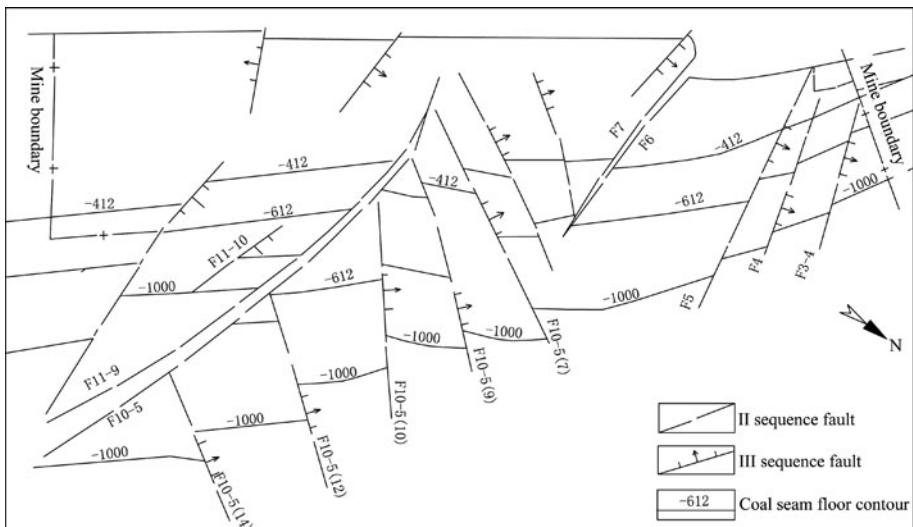 Mine boundary
Mine boundary
F7
F6
-412
-412
-412
-412
-612
-612
-612
-1000
F11-10
-1000
-612
-1000
F5
F4
F3-4
-1000
-1000
F10-5(7)
F10-5(9)
F11-9
F10-5
-1000
F10-5(10)
-1000
-1000
F10-5(12)
F10-5(14)
N
II sequence fault
III sequence fault
-612
Coal seam floor contour